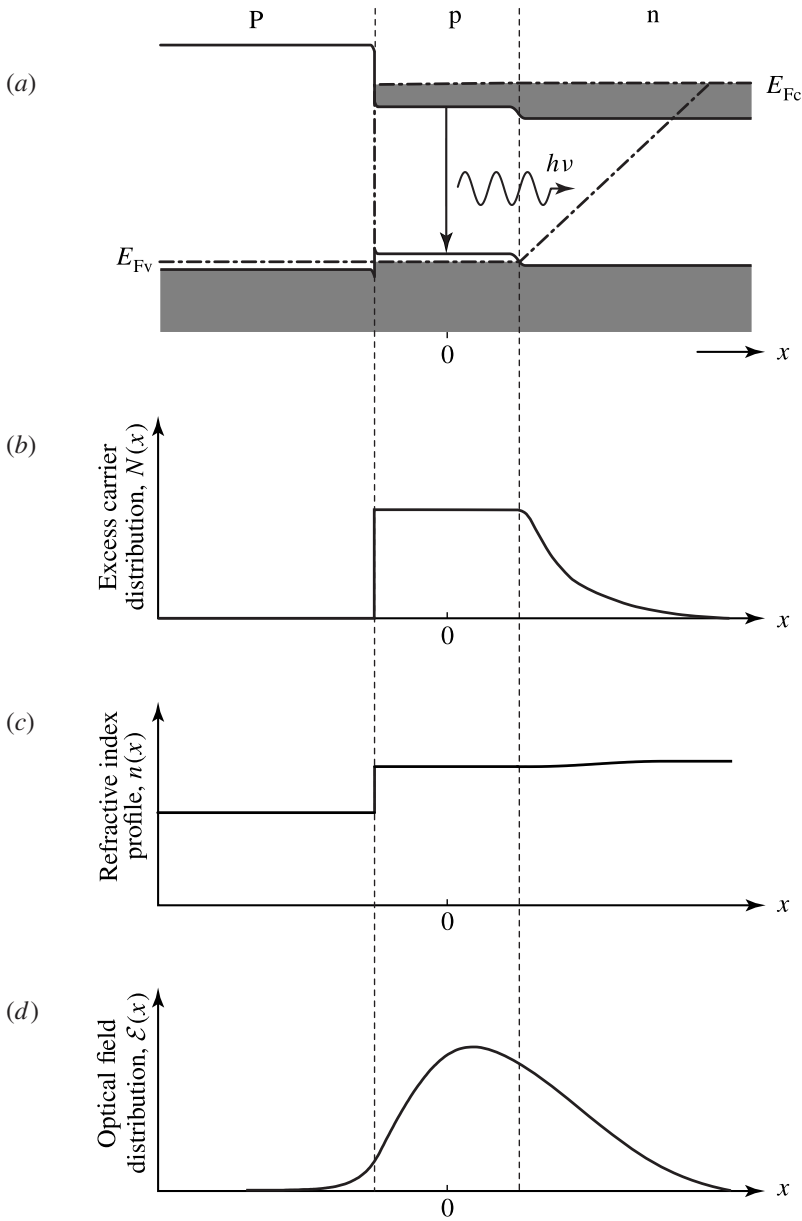 P p n
(a)
E_Fc
hν
E_Fv
0 x
(b)
Excess carrier
distribution, N(x)
0 x
(c)
Refractive index
profile, n(x)
0 x
(d)
Optical field
distribution, ℰ(x)
0 x